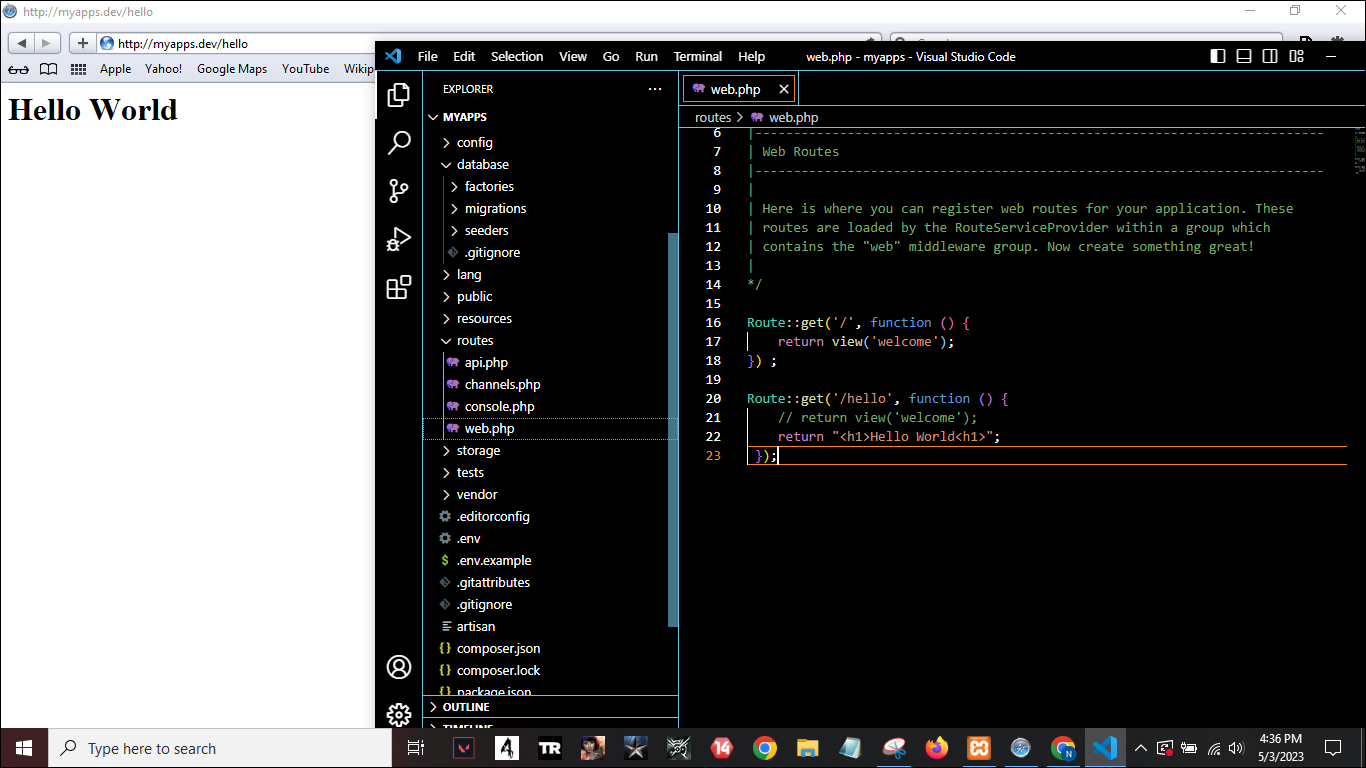 http://myapps.dev/hello
http://myapps.dev/hello
Apple Yahoo! Google Maps YouTube Wikip
Hello World
File Edit Selection View Go Run Terminal Help
web.php - myapps - Visual Studio Code
EXPLORER
MYAPPS
config
database
factories
migrations
seeders
.gitignore
lang
public
resources
routes
api.php
channels.php
console.php
web.php
storage
tests
vendor
.editorconfig
.env
$ .env.example
.gitattributes
.gitignore
artisan
{} composer.json
{} composer.lock
{} package.json
OUTLINE
TIMELINE
web.php
routes > web.php
6 |--------------------------------------------------------------------------
7 | Web Routes
8 |--------------------------------------------------------------------------
9 |
10 | Here is where you can register web routes for your application. These
11 | routes are loaded by the RouteServiceProvider within a group which
12 | contains the "web" middleware group. Now create something great!
13 |
14 */
15
16 Route::get('/', function () {
17     return view('welcome');
18 }) ;
19
20 Route::get('/hello', function () {
21     // return view('welcome');
22     return "<h1>Hello World<h1>";
23  });
Type here to search
TR
14
N
4:36 PM
5/3/2023